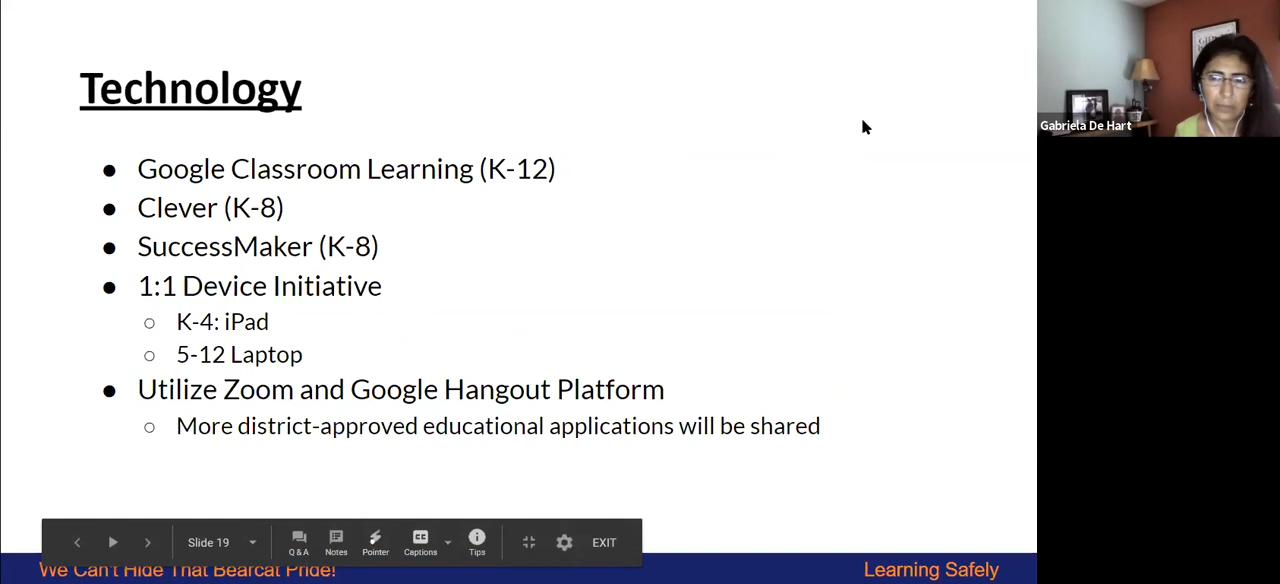 Technology
● Google Classroom Learning (K-12)
● Clever (K-8)
● SuccessMaker (K-8)
● 1:1 Device Initiative
○ K-4: iPad
○ 5-12 Laptop
● Utilize Zoom and Google Hangout Platform
○ More district-approved educational applications will be shared
Gabriela De Hart
Slide 19
Q & A
Notes
Pointer
CC
Captions
Tips
EXIT
We Can't Hide That Bearcat Pride!
Learning Safely